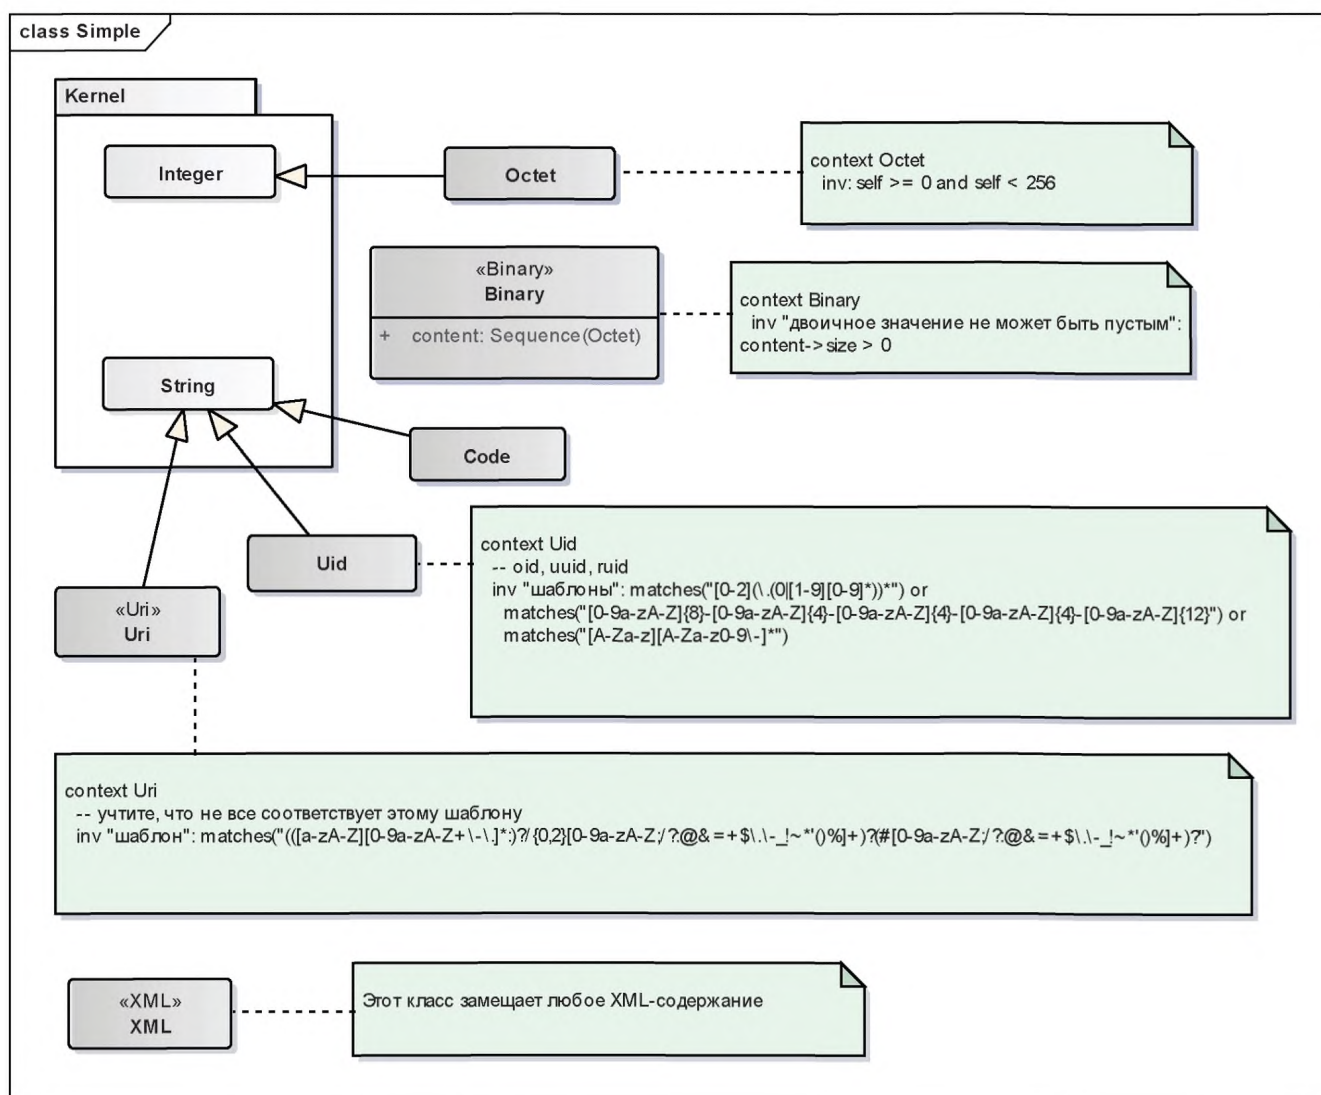 class Simple
Kernel
Integer
Octet
context Octet
inv: self >= 0 and self < 256
«Binary»
Binary
+ content: Sequence(Octet)
context Binary
inv "двоичное значение не может быть пустым":
content->size > 0
String
Code
Uid
context Uid
-- oid, uuid, ruid
inv "шаблоны": matches("[0-2](\.(0|[1-9][0-9]*))*") or
matches("[0-9a-zA-Z]{8}-[0-9a-zA-Z]{4}-[0-9a-zA-Z]{4}-[0-9a-zA-Z]{4}-[0-9a-zA-Z]{12}") or
matches("[A-Za-z][A-Za-z0-9\-]*")
«Uri»
Uri
context Uri
-- учтите, что не все соответствует этому шаблону
inv "шаблон": matches("(([a-zA-Z][0-9a-zA-Z+\-\.]*:)?/{0,2}[0-9a-zA-Z;/?:@&=+$\.\-_!~*'()%]+)?(#[0-9a-zA-Z;/?:@&=+$\.\-_!~*'()%]+)?")
«XML»
XML
Этот класс замещает любое XML-содержание